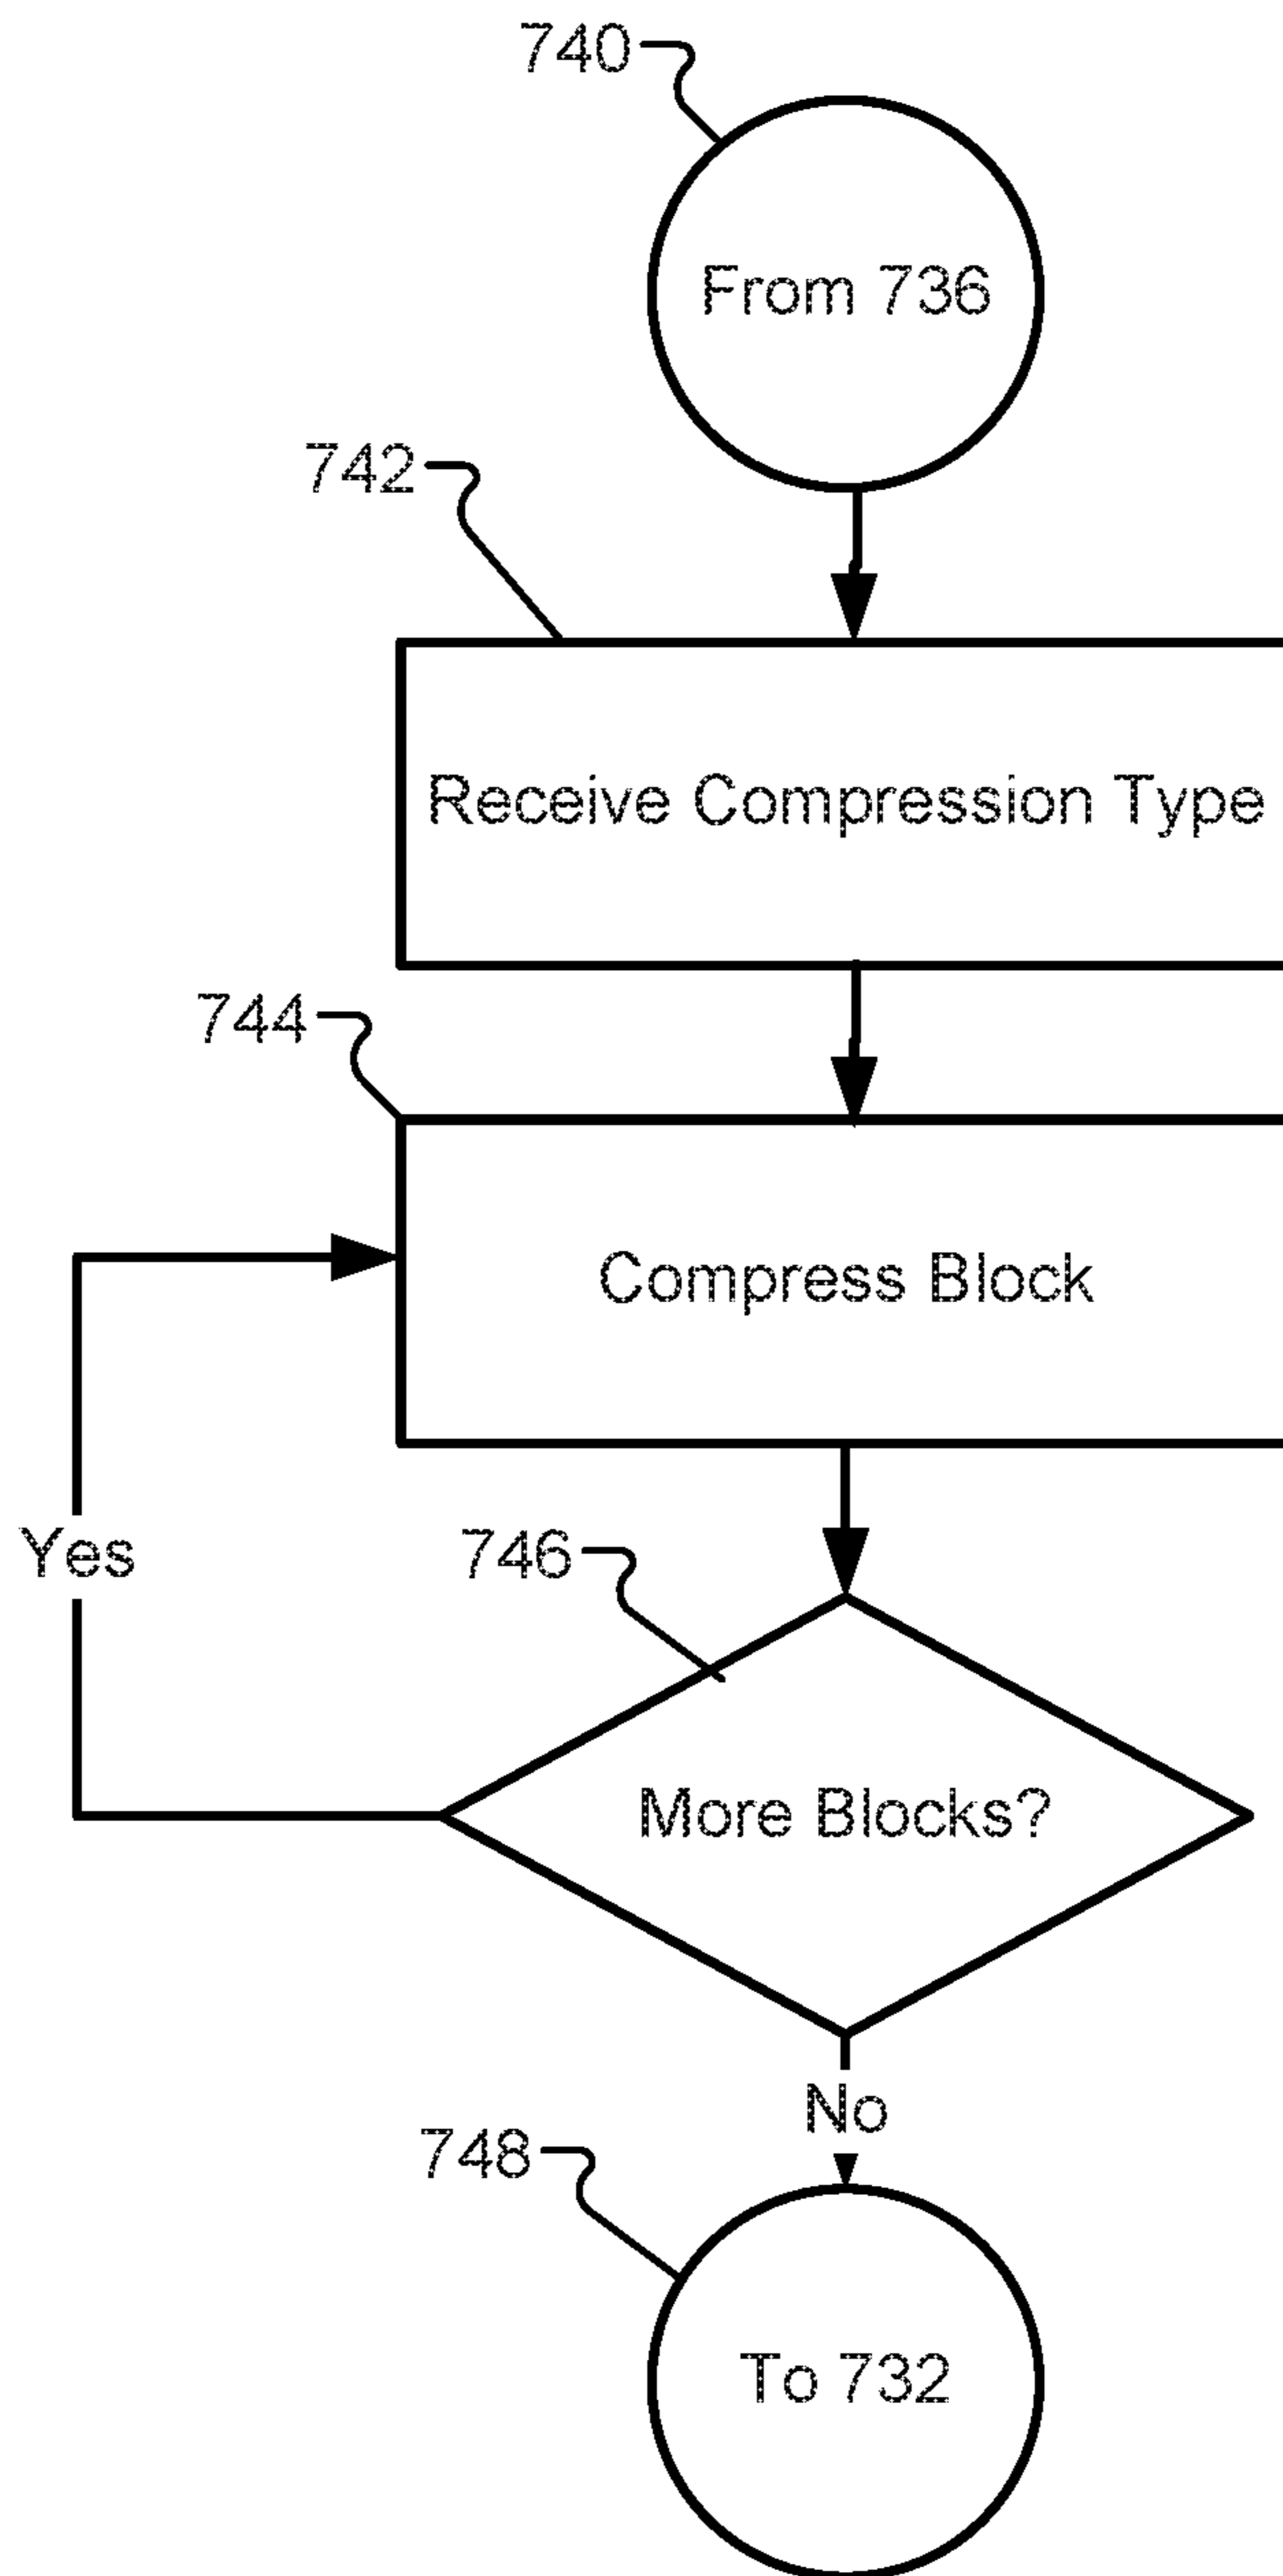 740
From 736
742
Receive Compression Type
744
Compress Block
Yes
746
More Blocks?
No
748
To 732